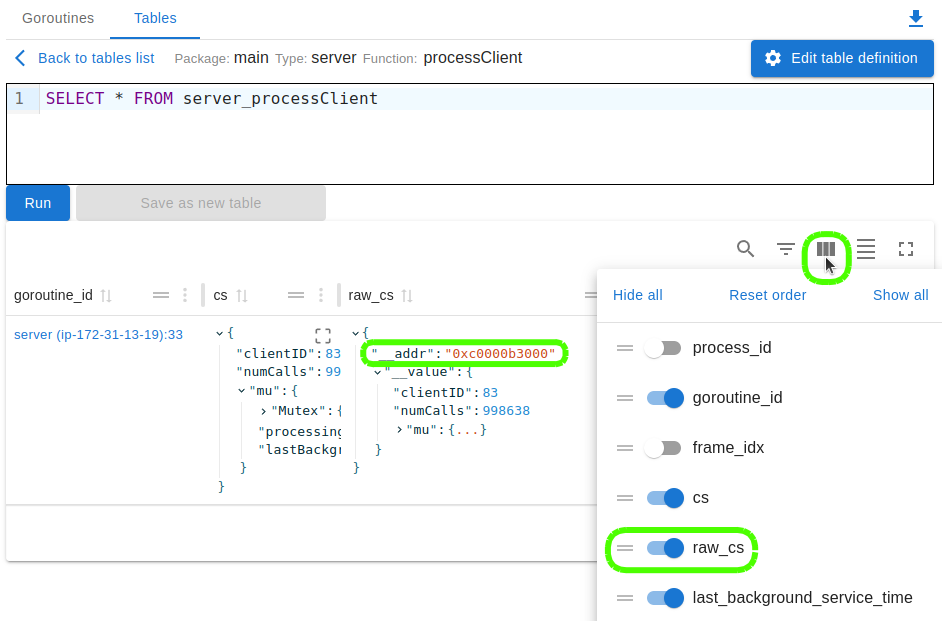 Goroutines Tables
Back to tables list Package: main Type: server Function: processClient Edit table definition
1 SELECT * FROM server_processClient
Run Save as new table
goroutine_id cs raw_cs
Hide all Reset order Show all
server (ip-172-31-13-19):33
{
"clientID":83
"numCalls":99
"mu":{
"Mutex":{
"processing
"lastBackgr
}
}
{
"__addr":"0xc0000b3000"
"__value":{
"clientID":83
"numCalls":998638
"mu":{...}
}
}
process_id
goroutine_id
frame_idx
cs
raw_cs
last_background_service_time